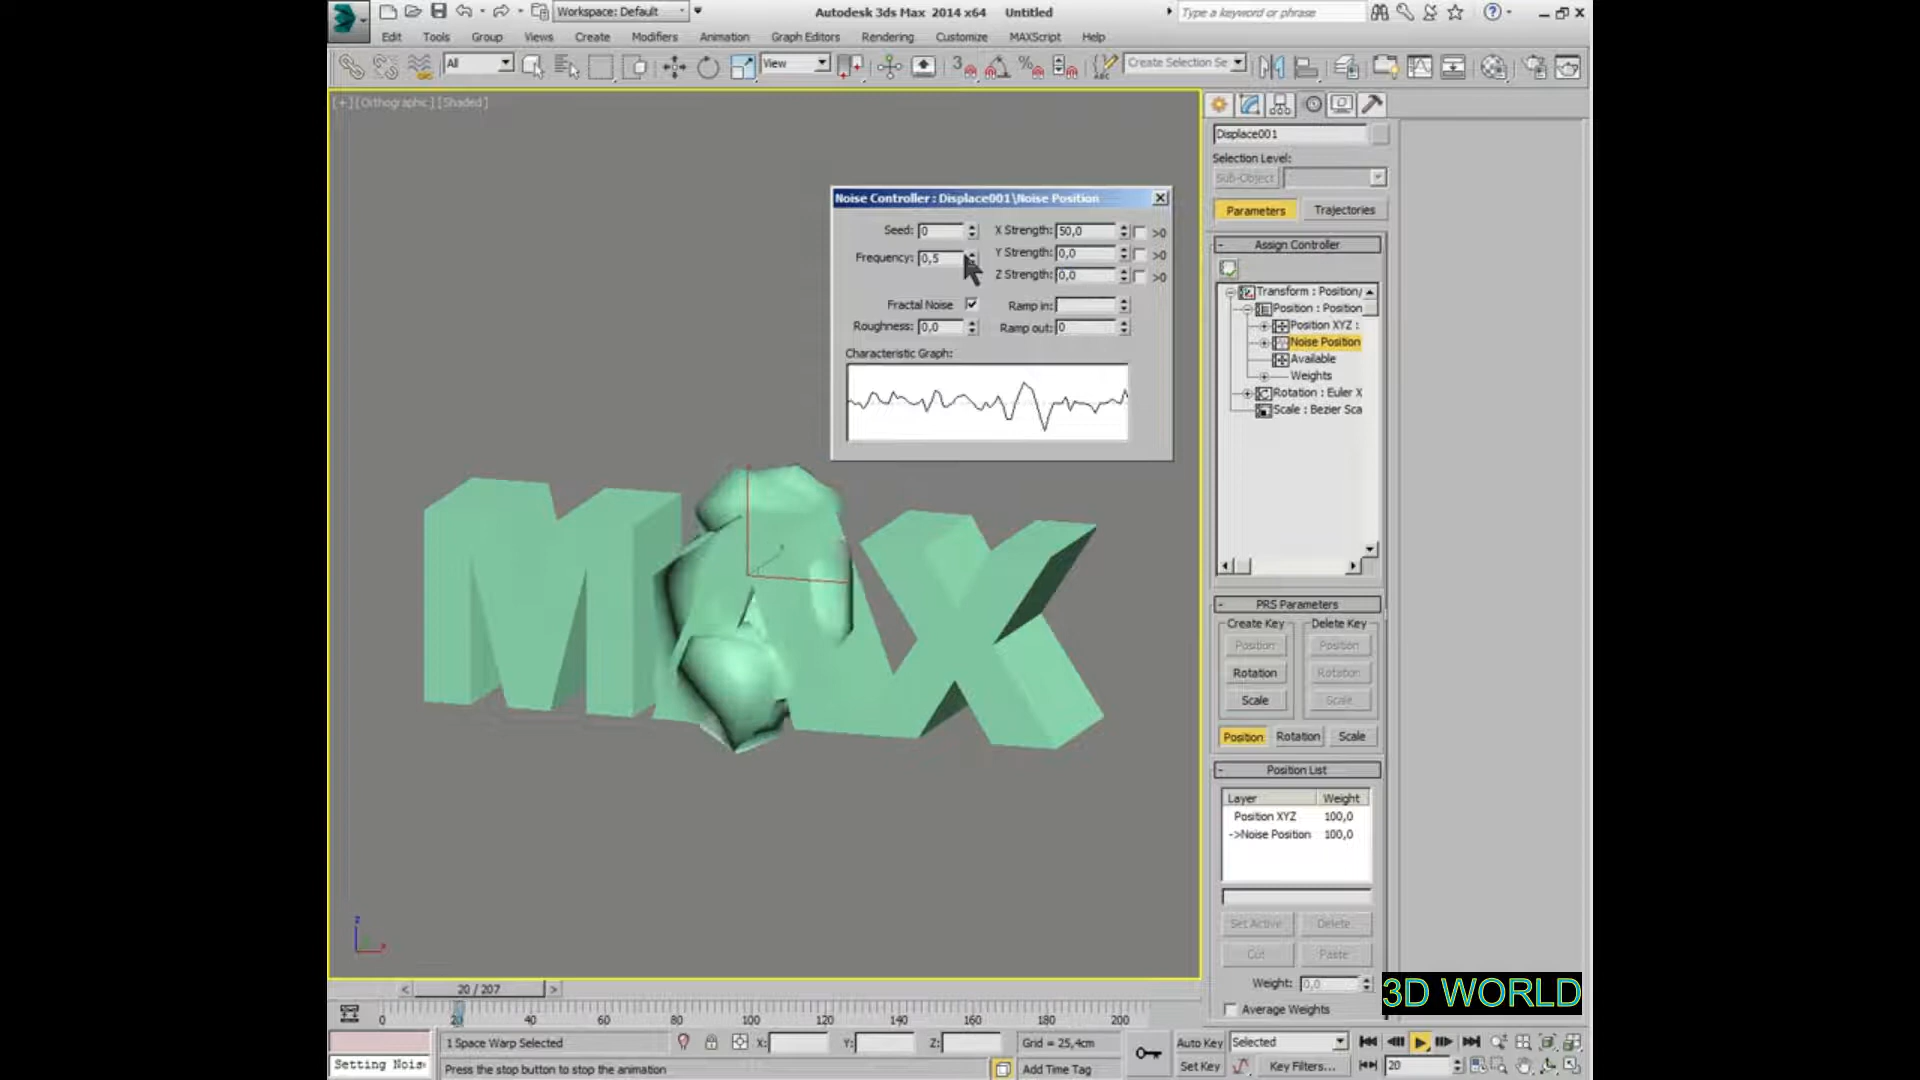 Workspace: Default
Autodesk 3ds Max 2014 x64 Untitled
Type a keyword or phrase
Edit Tools Group Views Create Modifiers Animation Graph Editors Rendering Customize MAXScript Help
All
View
3
%
ABC
Create Selection Se
[+][Orthographic][Shaded]
Displace001
Selection Level:
Sub-Object
Parameters Trajectories
Noise Controller : Displace001\Noise Position
Seed: 0
X Strength: 50,0 >0
Frequency: 0,5
Y Strength: 0,0 >0
Z Strength: 0,0 >0
Fractal Noise
Ramp in:
Roughness: 0,0
Ramp out: 0
Characteristic Graph:
- Assign Controller
Transform : Position/
Position : Position
Position XYZ :
Noise Position
Available
Weights
Rotation : Euler X
Scale : Bezier Sca
MAX
- PRS Parameters
Create Key Delete Key
Position Position
Rotation Rotation
Scale Scale
Position Rotation Scale
- Position List
Layer Weight
Position XYZ 100,0
->Noise Position 100,0
Set Active Delete
Cut Paste
Weight: 0,0
Average Weights
3D WORLD
z
x
< 20 / 207 >
0 20 40 60 80 100 120 140 160 180 200
1 Space Warp Selected
X: Y: Z:
Grid = 25,4cm
Auto Key Selected
Setting Nois
Press the stop button to stop the animation
Add Time Tag
Set Key Key Filters...
20